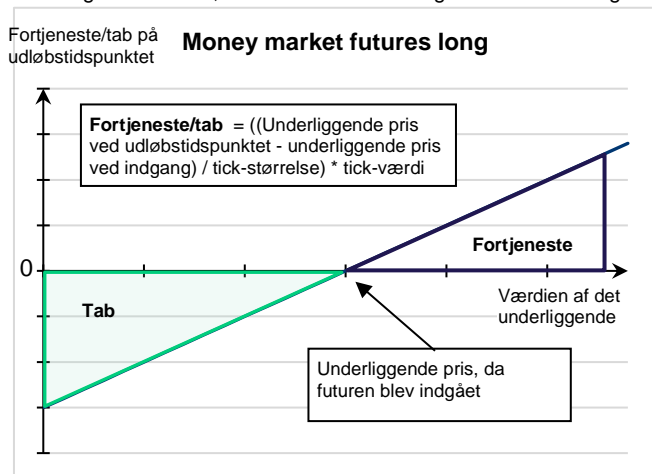 Fortjeneste/tab på
udløbstidspunktet
Money market futures long
Fortjeneste/tab = ((Underliggende pris
ved udløbstidspunktet - underliggende pris
ved indgang) / tick-størrelse) * tick-værdi
0
Fortjeneste
Tab
Værdien af det
underliggende
Underliggende pris, da
futuren blev indgået